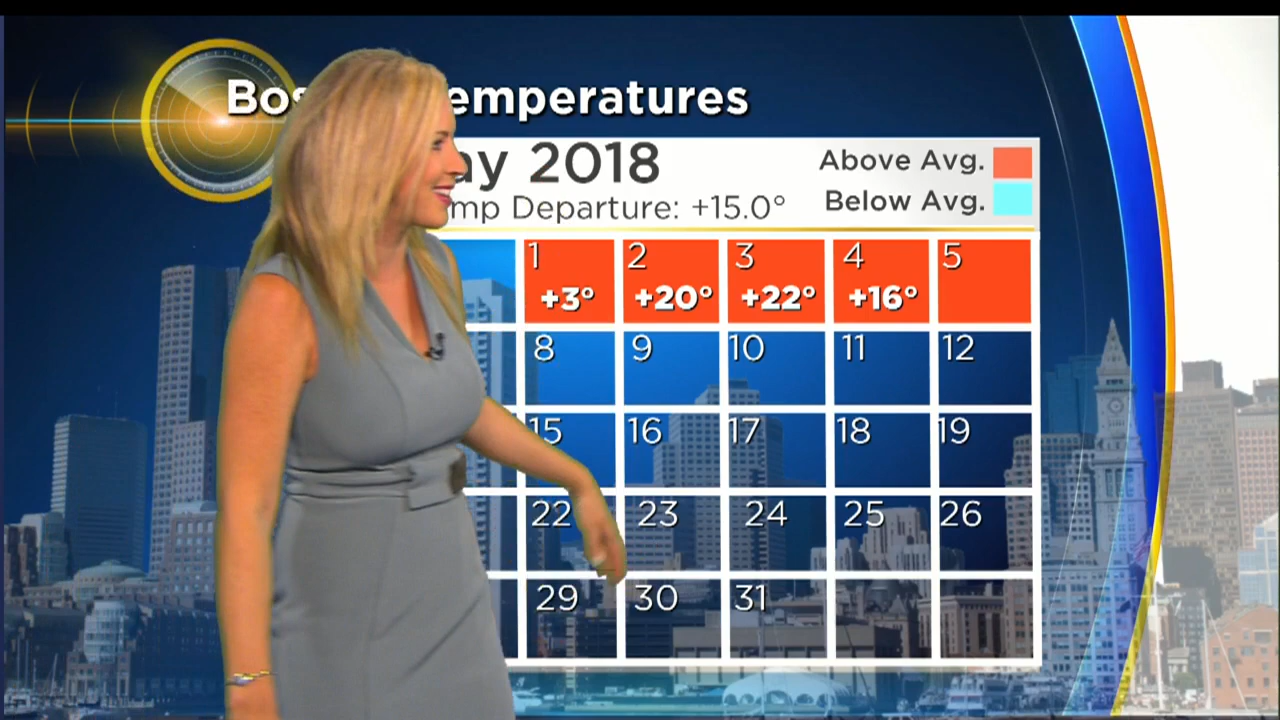 Bos emperatures
ay 2018
Above Avg.
mp Departure: +15.0°
Below Avg.
1 2 3 4 5
+3° +20° +22° +16°
8 9 10 11 12
15 16 17 18 19
22 23 24 25 26
29 30 31